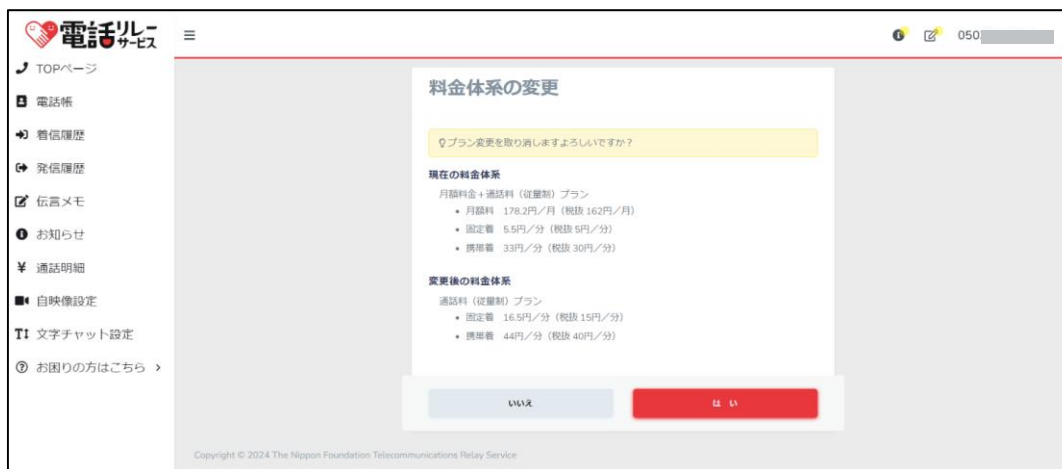 電話リレーサービス
050
TOPページ
電話帳
着信履歴
発信履歴
伝言メモ
お知らせ
通話明細
自映像設定
文字チャット設定
お困りの方はこちら
料金体系の変更
プラン変更を取り消しますよろしいですか？
現在の料金体系
月額料金+通話料（従量制）プラン
• 月額料 178.2円／月（税抜 162円／月）
• 固定着 5.5円／分（税抜 5円／分）
• 携帯着 33円／分（税抜 30円／分）
変更後の料金体系
通話料（従量制）プラン
• 固定着 16.5円／分（税抜 15円／分）
• 携帯着 44円／分（税抜 40円／分）
いいえ
は い
Copyright © 2024 The Nippon Foundation Telecommunications Relay Service